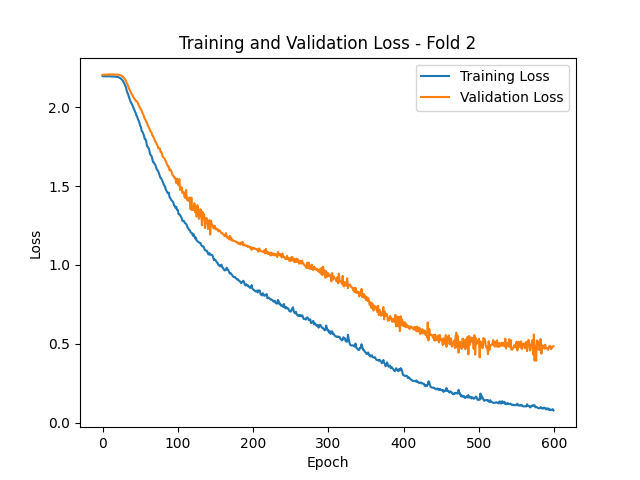 Training and Validation Loss - Fold 2
Training Loss
Validation Loss
2.0
1.5
1.0
0.5
0.0
Loss
0 100 200 300 400 500 600
Epoch